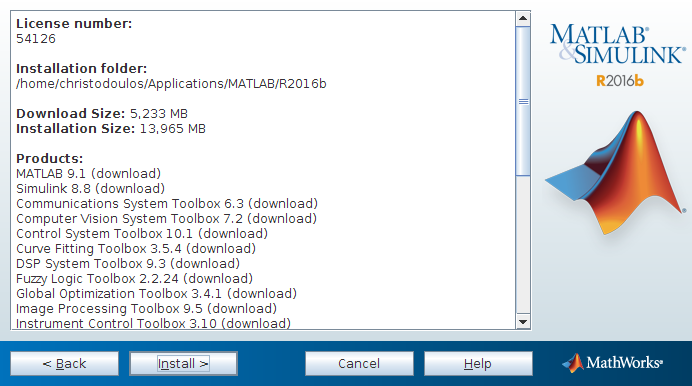 License number:
54126
Installation folder:
/home/christodoulos/Applications/MATLAB/R2016b
Download Size: 5,233 MB
Installation Size: 13,965 MB
Products:
MATLAB 9.1 (download)
Simulink 8.8 (download)
Communications System Toolbox 6.3 (download)
Computer Vision System Toolbox 7.2 (download)
Control System Toolbox 10.1 (download)
Curve Fitting Toolbox 3.5.4 (download)
DSP System Toolbox 9.3 (download)
Fuzzy Logic Toolbox 2.2.24 (download)
Global Optimization Toolbox 3.4.1 (download)
Image Processing Toolbox 9.5 (download)
Instrument Control Toolbox 3.10 (download)
MATLAB®
&SIMULINK®
R2016b
®
< Back
Install >
Cancel
Help
MathWorks®